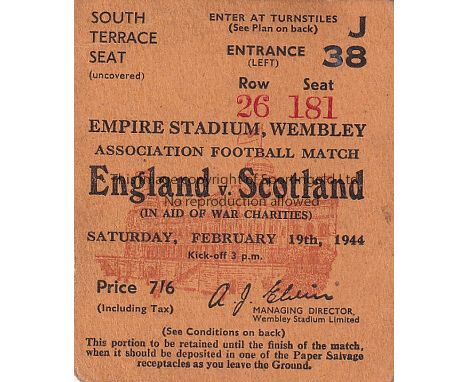 SOUTH
TERRACE
SEAT
(uncovered)
ENTER AT TURNSTILES
(See Plan on back)
J
ENTRANCE
(LEFT)
38
Row Seat
26 181
EMPIRE STADIUM, WEMBLEY
ASSOCIATION FOOTBALL MATCH
England v. Scotland
No reproduction allowed
(IN AID OF WAR CHARITIES)
SATURDAY, FEBRUARY 19th, 1944
Kick-off 3 p.m.
Price 7/6
(Including Tax)
A. J. Elvin
MANAGING DIRECTOR,
Wembley Stadium Limited
(See Conditions on back)
This portion to be retained until the finish of the match,
when it should be deposited in one of the Paper Salvage
receptacles as you leave the Ground.